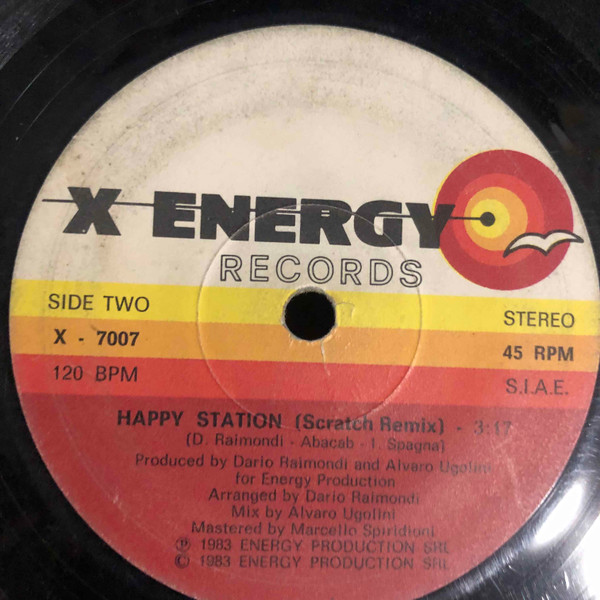 X ENERGY
RECORDS
SIDE TWO
STEREO
X - 7007
45 RPM
120 BPM
S.I.A.E.
HAPPY STATION (Scratch Remix) - 3:17
(D. Raimondi - Abacab - I. Spagna)
Produced by Dario Raimondi and Alvaro Ugolini
for Energy Production
Arranged by Dario Raimondi
Mix by Alvaro Ugolini
Mastered by Marcello Spiridioni
℗ 1983 ENERGY PRODUCTION SRL
© 1983 ENERGY PRODUCTION SRL